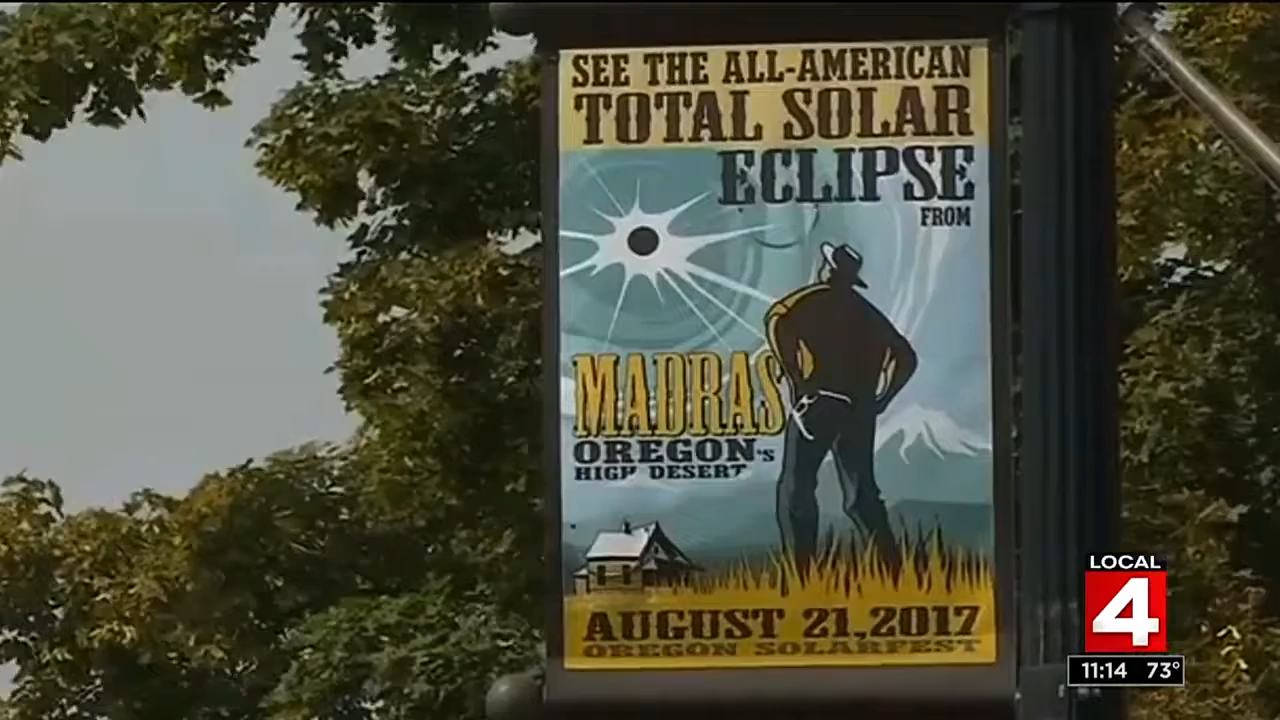 SEE THE ALL-AMERICAN
TOTAL SOLAR
ECLIPSE
FROM
MADRAS
OREGON'S
HIGH DESERT
AUGUST 21, 2017
OREGON SOLARFEST
LOCAL
4
11:14 73°